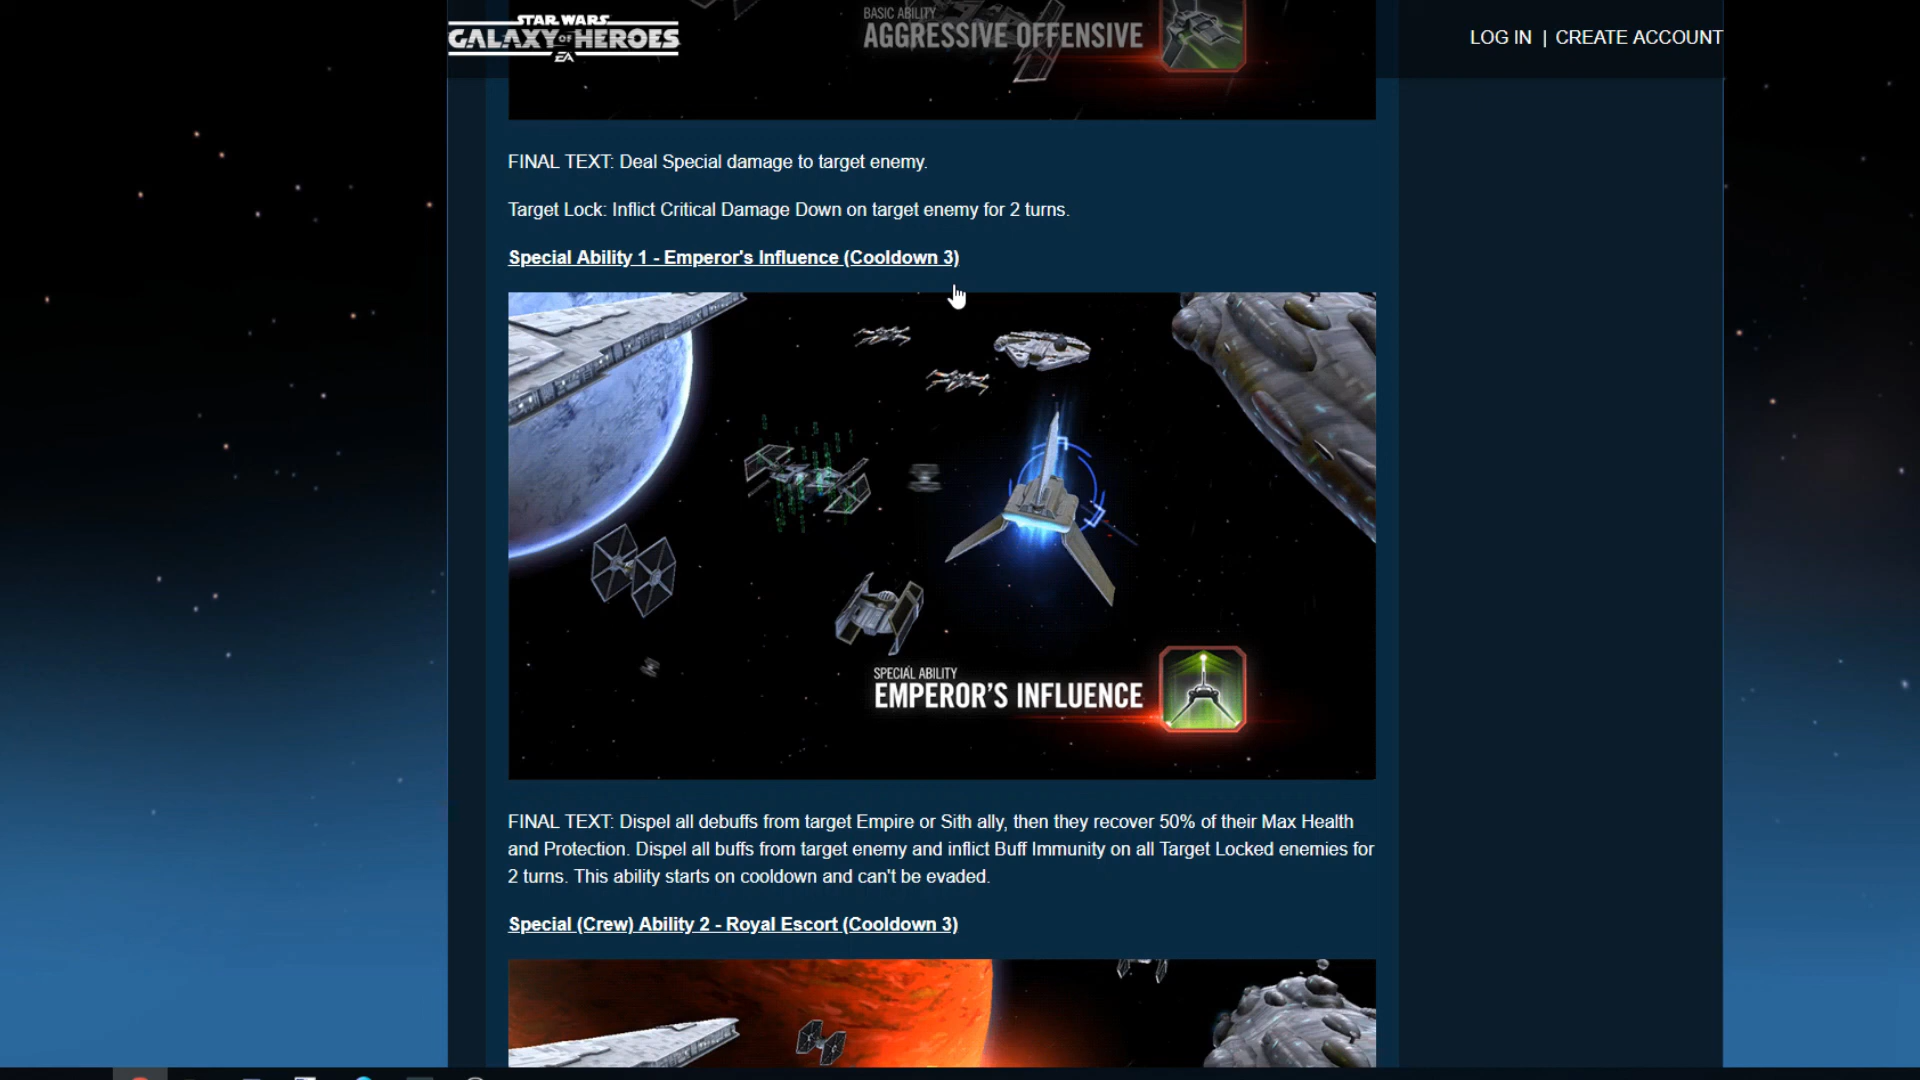 STAR WARS
GALAXY OF HEROES
EA
LOG IN | CREATE ACCOUNT
BASIC ABILITY
AGGRESSIVE OFFENSIVE
FINAL TEXT: Deal Special damage to target enemy.
Target Lock: Inflict Critical Damage Down on target enemy for 2 turns.
Special Ability 1 - Emperor's Influence (Cooldown 3)
SPECIAL ABILITY
EMPEROR'S INFLUENCE
FINAL TEXT: Dispel all debuffs from target Empire or Sith ally, then they recover 50% of their Max Health
and Protection. Dispel all buffs from target enemy and inflict Buff Immunity on all Target Locked enemies for
2 turns. This ability starts on cooldown and can't be evaded.
Special (Crew) Ability 2 - Royal Escort (Cooldown 3)